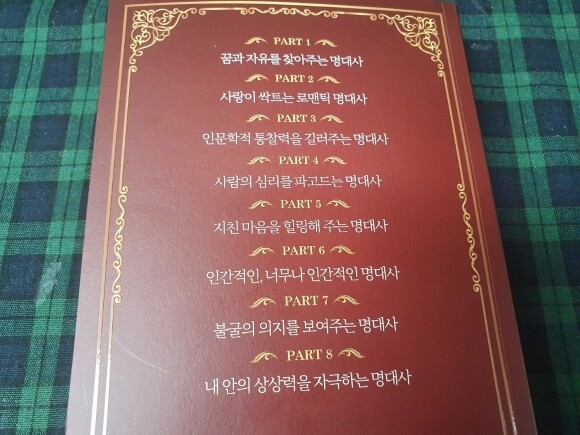 PART 1
꿈과 자유를 찾아주는 명대사
PART 2
사랑이 싹트는 로맨틱 명대사
PART 3
인문학적 통찰력을 길러주는 명대사
PART 4
사람의 심리를 파고드는 명대사
PART 5
지친 마음을 힐링해 주는 명대사
PART 6
인간적인, 너무나 인간적인 명대사
PART 7
불굴의 의지를 보여주는 명대사
PART 8
내 안의 상상력을 자극하는 명대사